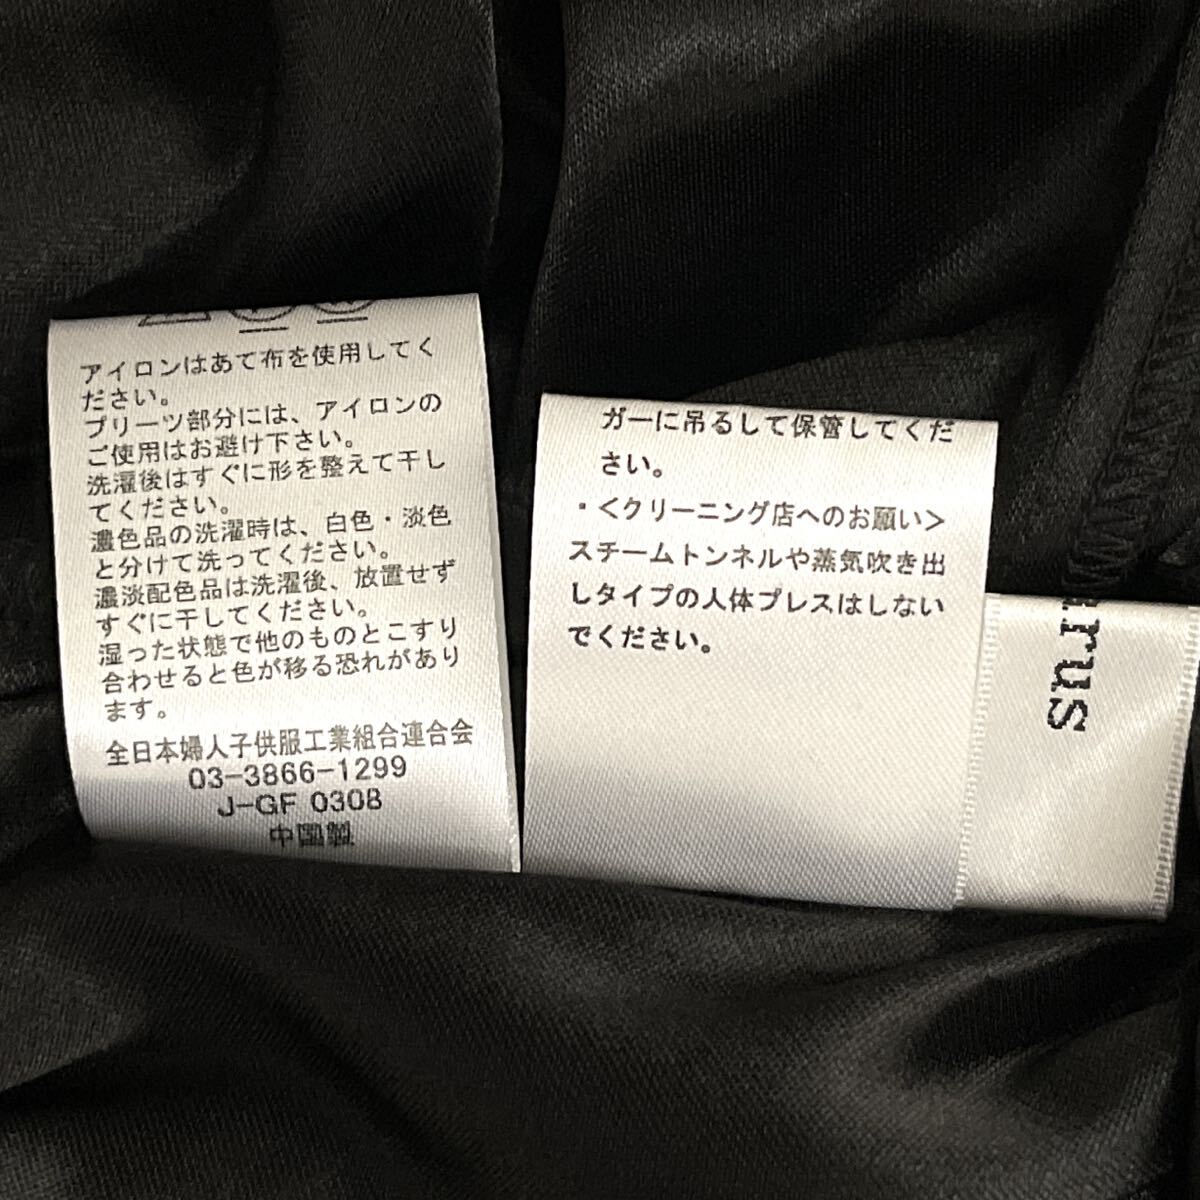 アイロンはあて布を使用してく
ださい。
プリーツ部分には、アイロンの
ご使用はお避け下さい。
洗濯後はすぐに形を整えて干し
てください。
濃色品の洗濯時は、白色・淡色
と分けて洗ってください。
濃淡配色品は洗濯後、放置せず
すぐに干してください。
湿った状態で他のものとこすり
合わせると色が移る恐れがあり
ます。
全日本婦人子供服工業組合連合会
03-3866-1299
J-GF 0308
中国製
ガーに吊るして保管してくだ
さい。
・＜クリーニング店へのお願い＞
スチームトンネルや蒸気吹き出
しタイプの人体プレスはしない
でください。
rus